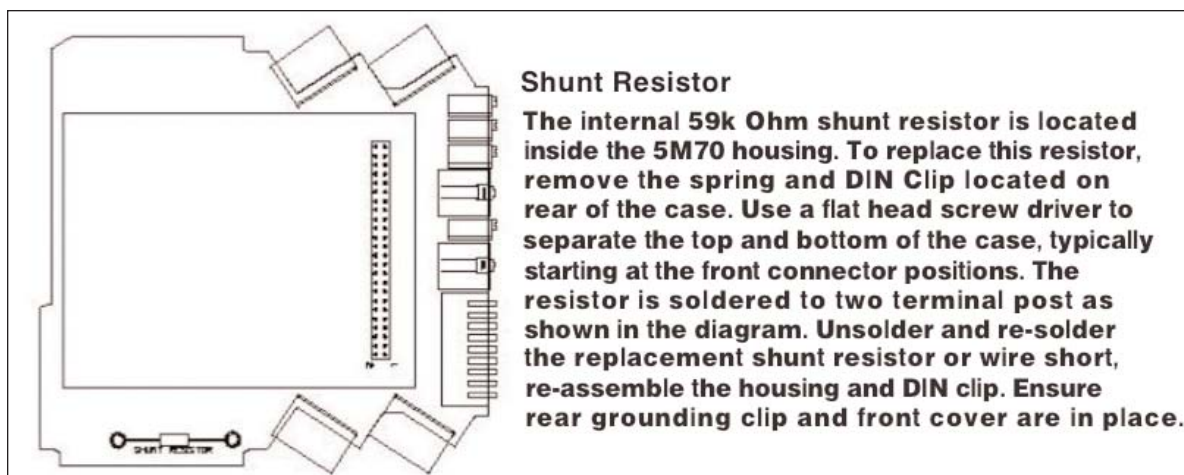 Shunt Resistor
The internal 59k Ohm shunt resistor is located
inside the 5M70 housing. To replace this resistor,
remove the spring and DIN Clip located on
rear of the case. Use a flat head screw driver to
separate the top and bottom of the case, typically
starting at the front connector positions. The
resistor is soldered to two terminal post as
shown in the diagram. Unsolder and re-solder
the replacement shunt resistor or wire short,
re-assemble the housing and DIN clip. Ensure
rear grounding clip and front cover are in place.
SHUNT RESISTOR